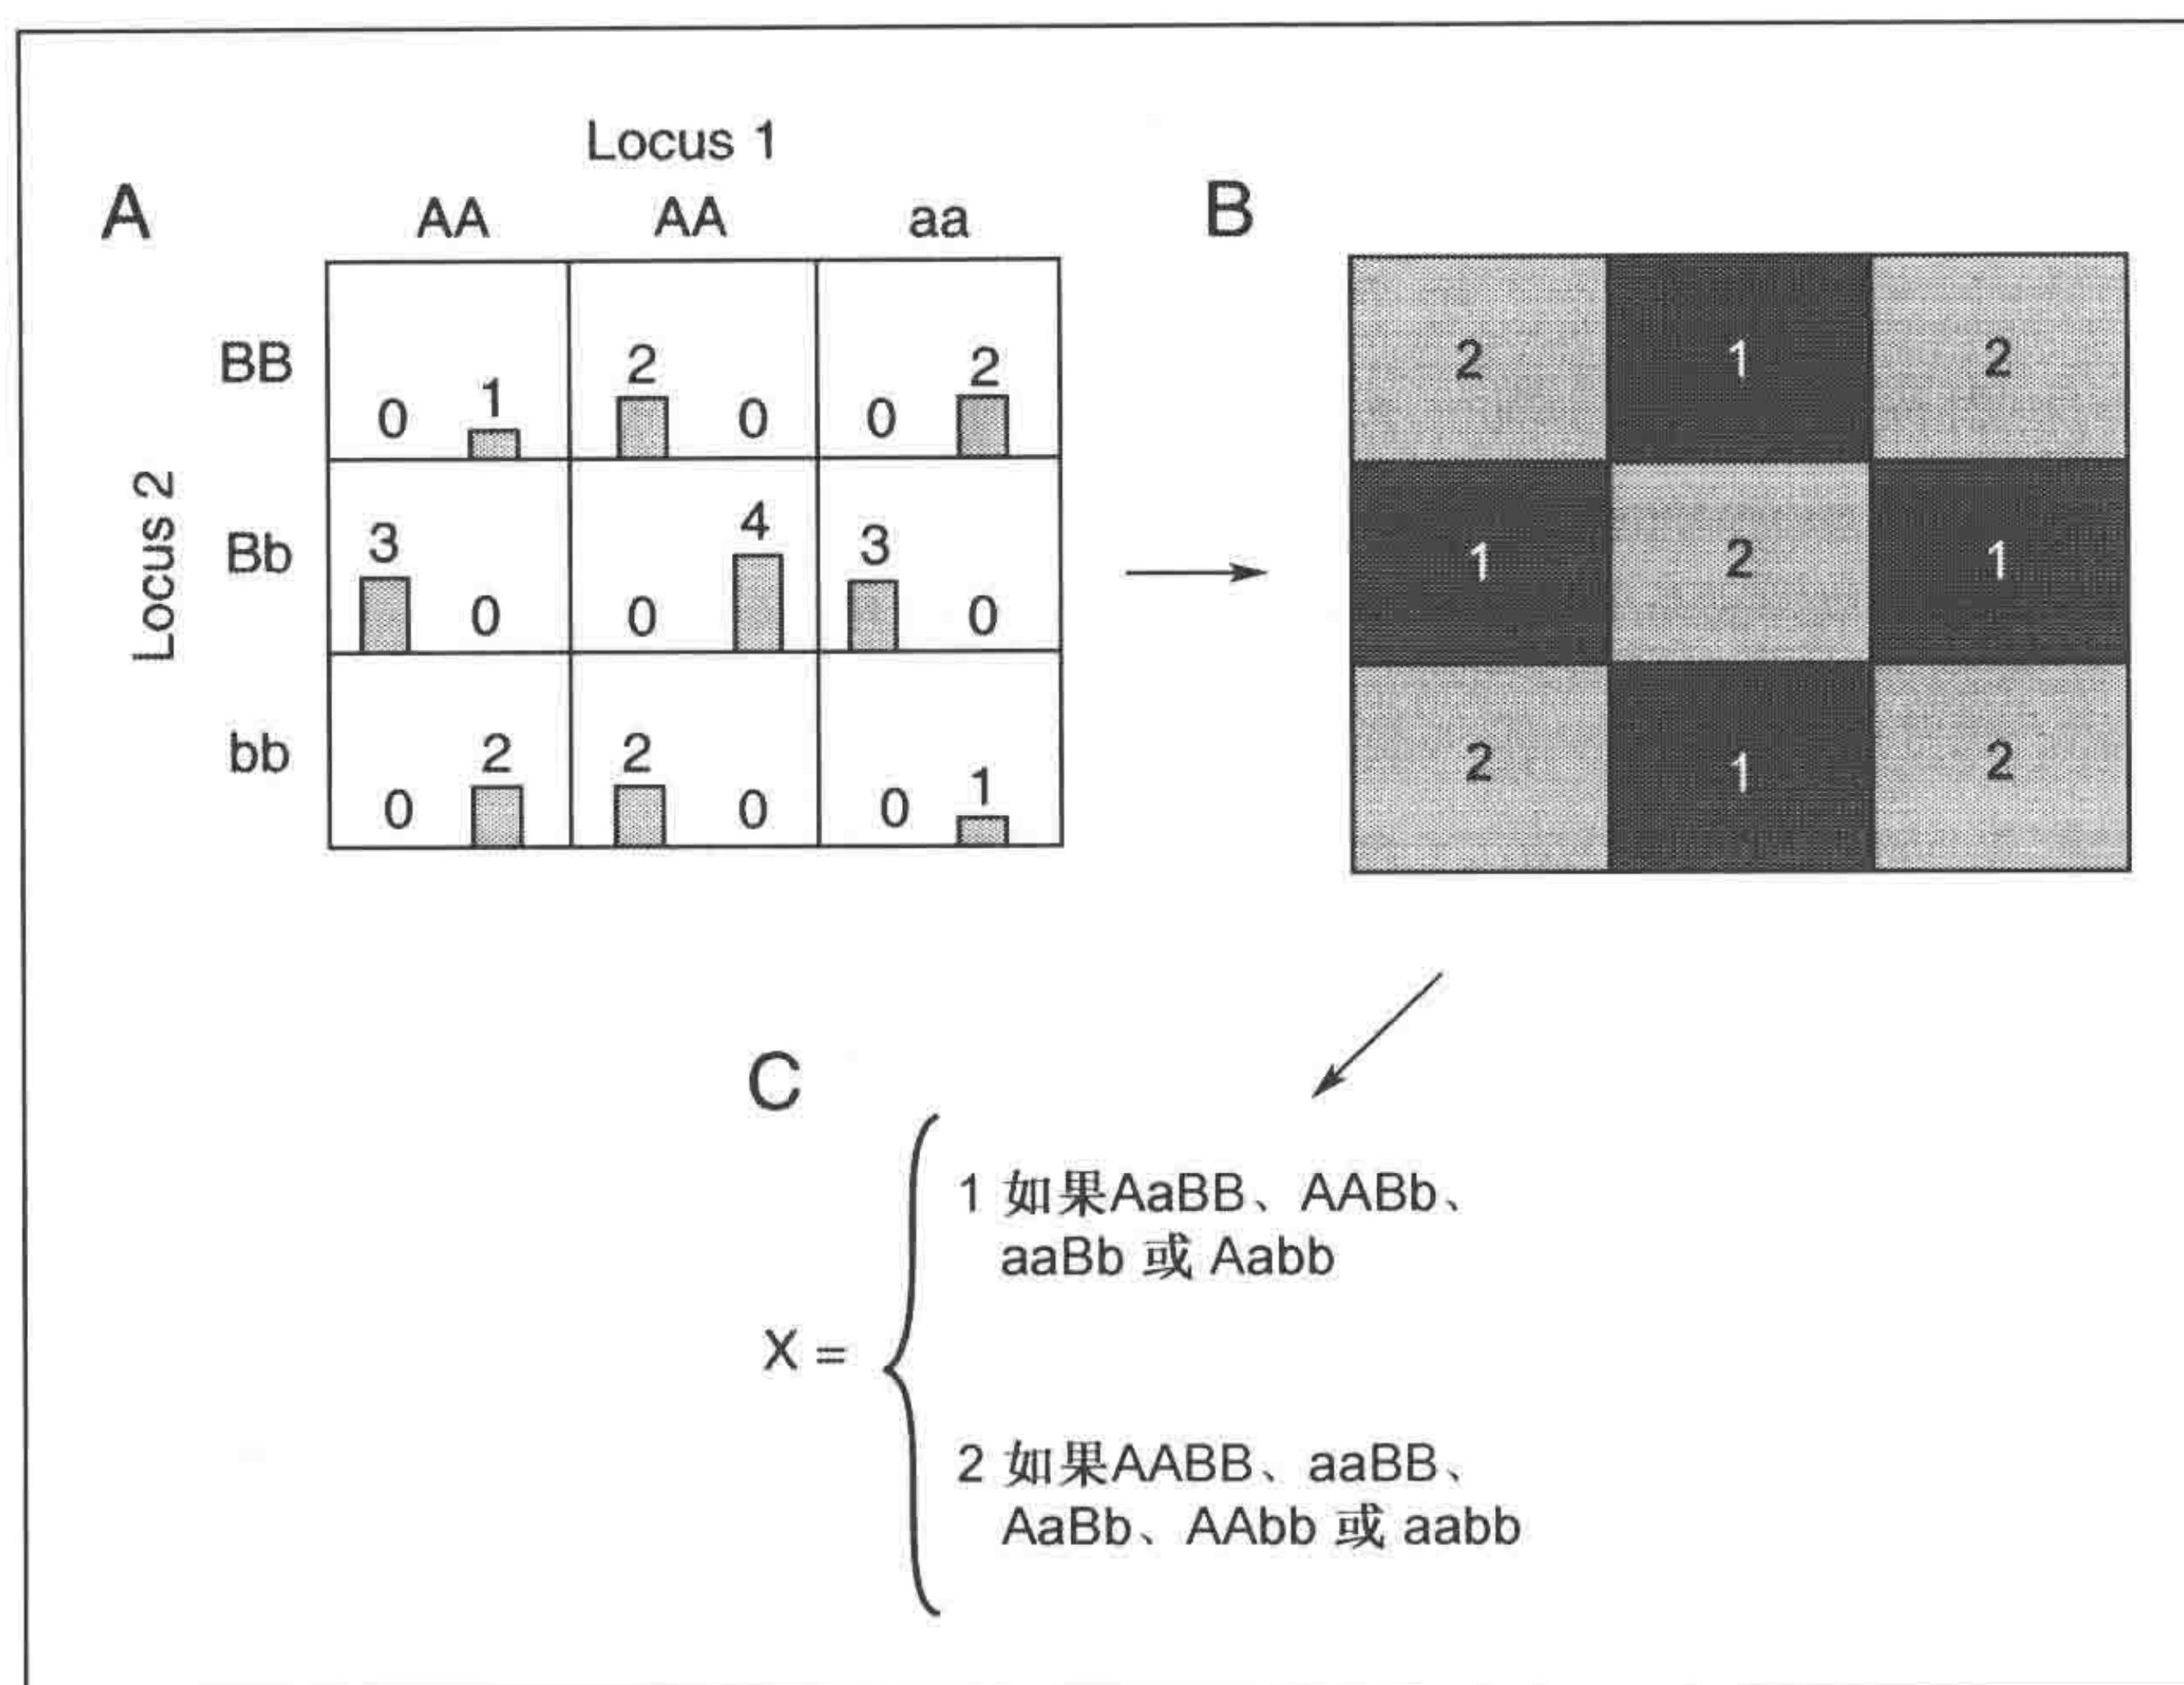 Locus 1
A
AA AA aa
B
Locus 2
BB
0 1 2 0 0 2
Bb
3 0 0 4 3 0
bb
0 2 2 0 0 1
2 1 2
1 2 1
2 1 2
C
X =
1 如果AaBB、AABb、
aaBb 或 Aabb
2 如果AABB、aaBB、
AaBb、AAbb 或 aabb